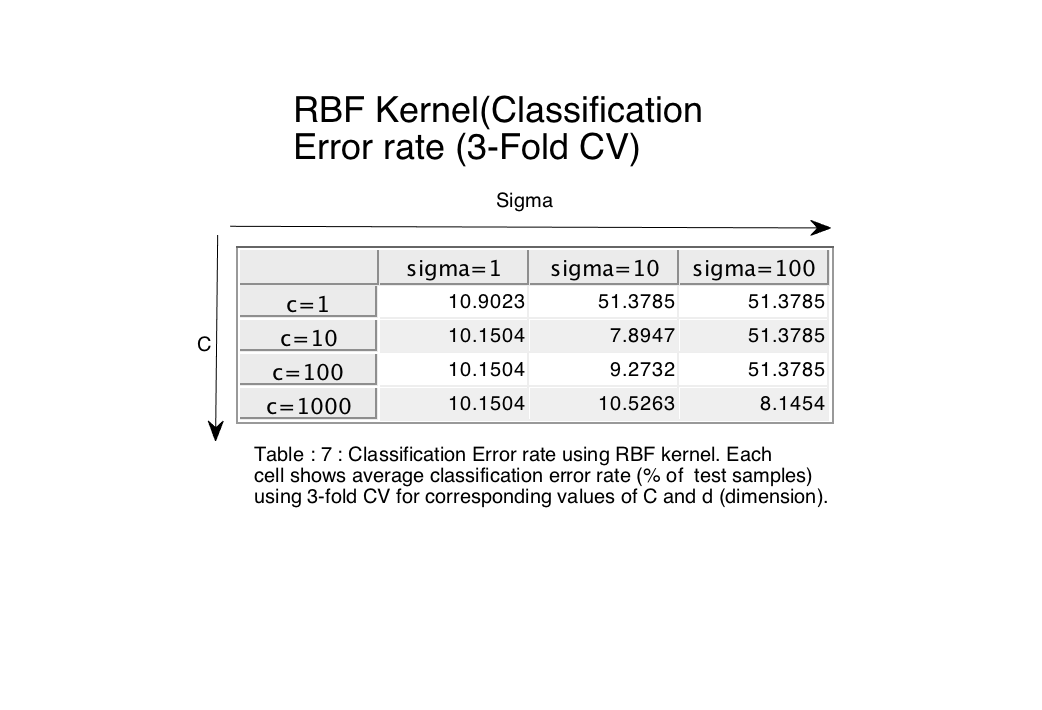 RBF Kernel(Classification
Error rate (3-Fold CV)
Sigma
sigma=1 sigma=10 sigma=100
c=1 10.9023 51.3785 51.3785
c=10 10.1504 7.8947 51.3785
C
c=100 10.1504 9.2732 51.3785
c=1000 10.1504 10.5263 8.1454
Table : 7 : Classification Error rate using RBF kernel. Each
cell shows average classification error rate (% of  test samples)
using 3-fold CV for corresponding values of C and d (dimension).